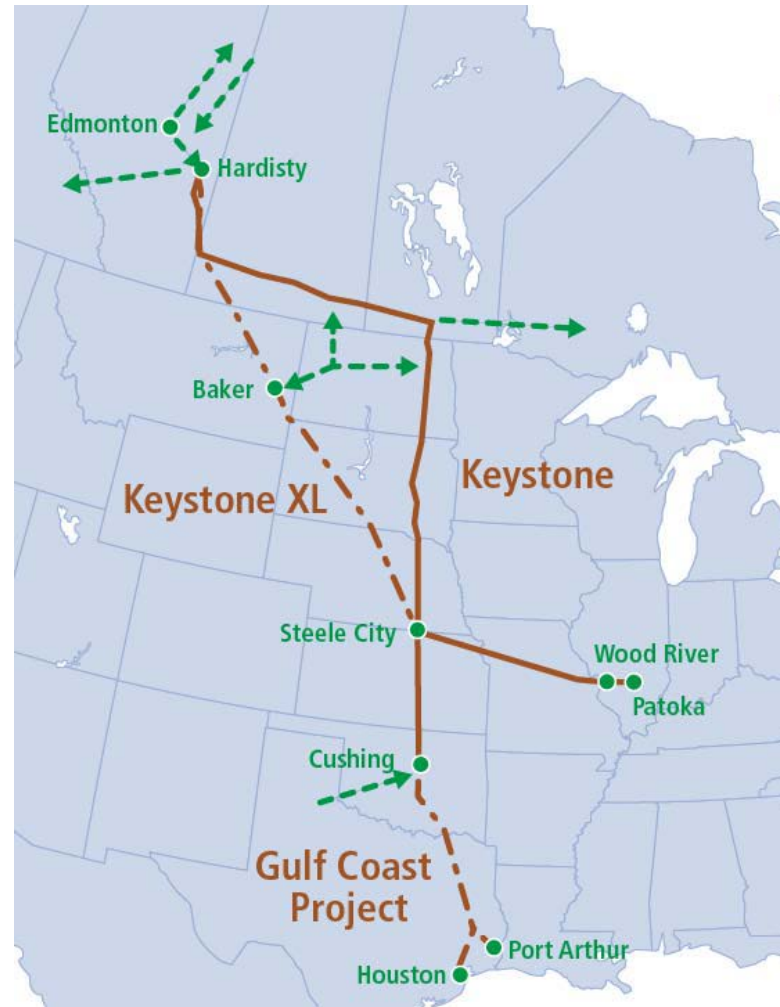 Edmonton
Hardisty
Baker
Keystone XL
Keystone
Steele City
Wood River
Patoka
Cushing
Gulf Coast
Project
Port Arthur
Houston